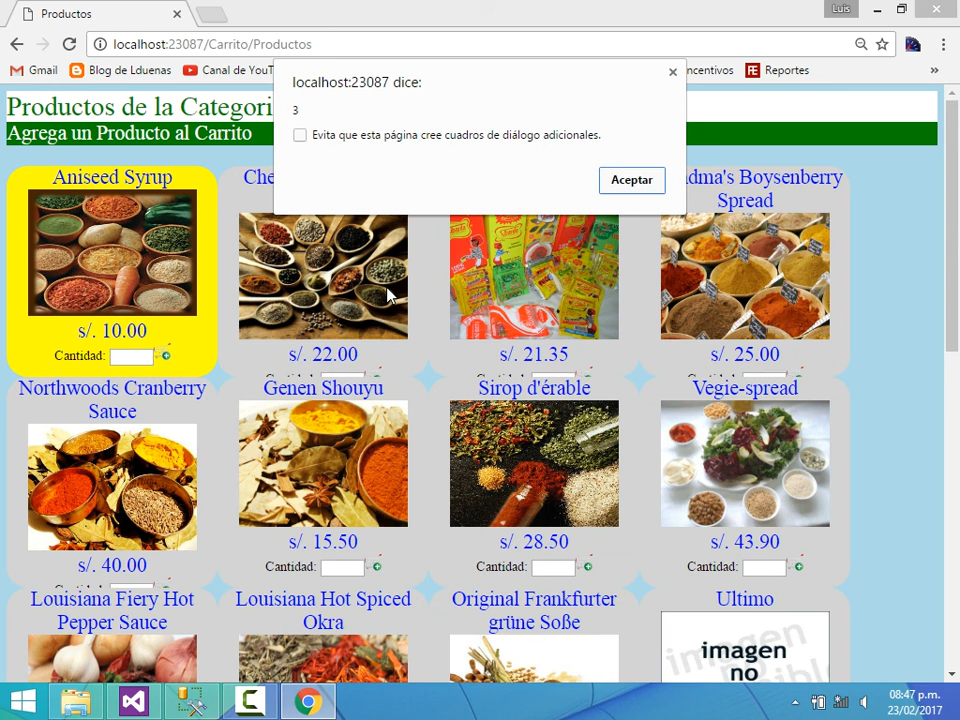 Productos
Luis
localhost:23087/Carrito/Productos
Gmail
Blog de Lduenas
Canal de YouT
ncentivos
FE
Reportes
»
localhost:23087 dice:
3
Evita que esta página cree cuadros de diálogo adicionales.
Aceptar
Productos de la Categori
Agrega un Producto al Carrito
Aniseed Syrup
Che
dma's Boysenberry
Spread
s/. 10.00
s/. 22.00
s/. 21.35
s/. 25.00
Cantidad:
Northwoods Cranberry
Sauce
Genen Shouyu
Sirop d'érable
Vegie-spread
s/. 40.00
s/. 15.50
s/. 28.50
s/. 43.90
Cantidad:
Cantidad:
Cantidad:
Louisiana Fiery Hot
Pepper Sauce
Louisiana Hot Spiced
Okra
Original Frankfurter
grüne Soße
Ultimo
imagen
no
08:47 p.m.
23/02/2017